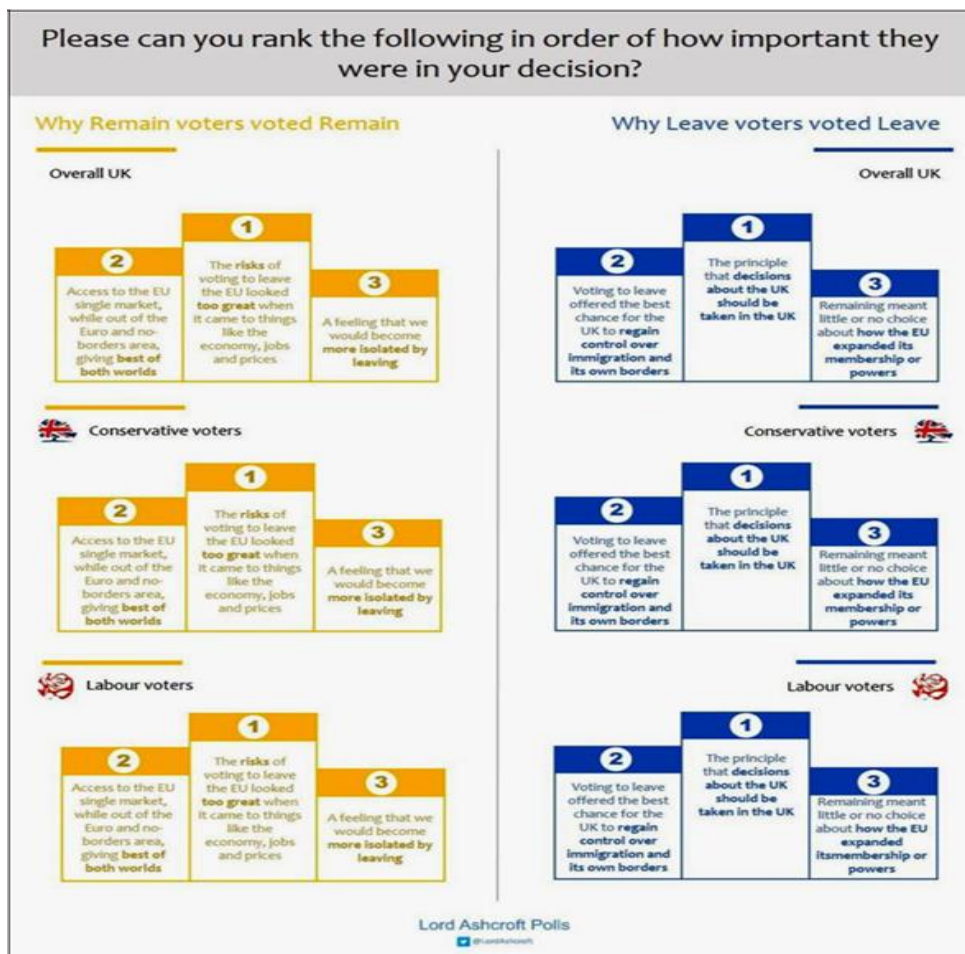 Please can you rank the following in order of how important they
were in your decision?
Why Remain voters voted Remain
Overall UK
1
The risks of
voting to leave
the EU looked
too great when
it came to things
like the
economy, jobs
and prices
2
Access to the EU
single market,
while out of the
Euro and no-
borders area,
giving best of
both worlds
3
A feeling that we
would become
more isolated by
leaving
Conservative voters
1
The risks of
voting to leave
the EU looked
too great when
it came to things
like the
economy, jobs
and prices
2
Access to the EU
single market,
while out of the
Euro and no-
borders area,
giving best of
both worlds
3
A feeling that we
would become
more isolated by
leaving
Labour voters
1
The risks of
voting to leave
the EU looked
too great when
it came to things
like the
economy, jobs
and prices
2
Access to the EU
single market,
while out of the
Euro and no-
borders area,
giving best of
both worlds
3
A feeling that we
would become
more isolated by
leaving
Why Leave voters voted Leave
Overall UK
1
The principle
that decisions
about the UK
should be
taken in the UK
2
Voting to leave
offered the best
chance for the
UK to regain
control over
immigration and
its own borders
3
Remaining meant
little or no choice
about how the EU
expanded its
membership or
powers
Conservative voters
1
The principle
that decisions
about the UK
should be
taken in the UK
2
Voting to leave
offered the best
chance for the
UK to regain
control over
immigration and
its own borders
3
Remaining meant
little or no choice
about how the EU
expanded its
membership or
powers
Labour voters
1
The principle
that decisions
about the UK
should be
taken in the UK
2
Voting to leave
offered the best
chance for the
UK to regain
control over
immigration and
its own borders
3
Remaining meant
little or no choice
about how the EU
expanded
itsmembership or
powers
Lord Ashcroft Polls
@LordAshcroft